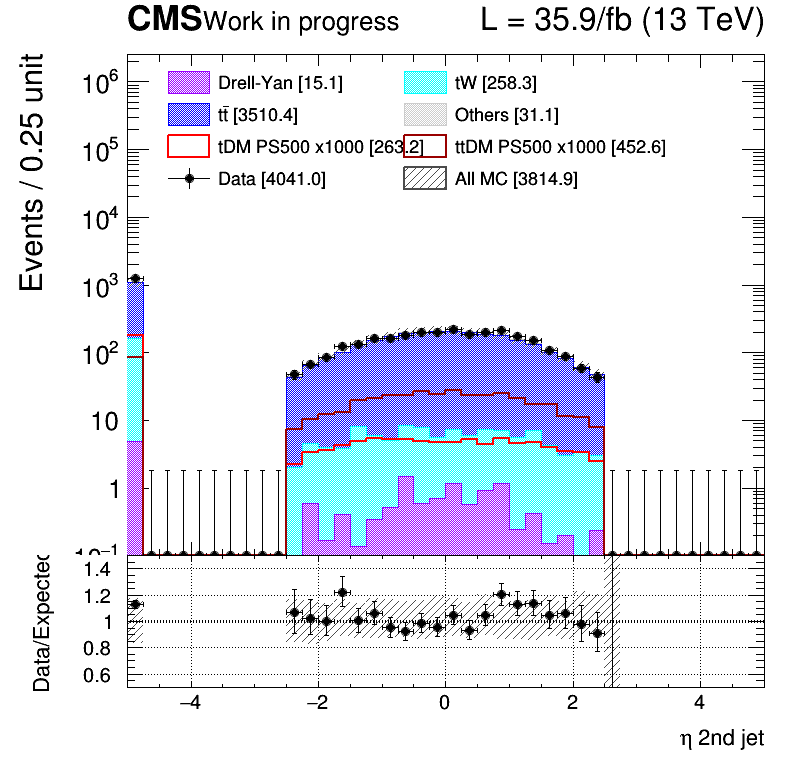 CMS Work in progress L = 35.9/fb (13 TeV)
Events / 0.25 unit
Drell-Yan [15.1] tW [258.3]
tt̄ [3510.4] Others [31.1]
tDM PS500 x1000 [263.2] ttDM PS500 x1000 [452.6]
Data [4041.0] All MC [3814.9]
10⁶
10⁵
10⁴
10³
10²
10
1
10⁻¹
Data/Expected
1.4
1.2
1
0.8
0.6
−4 −2 0 2 4
η 2nd jet